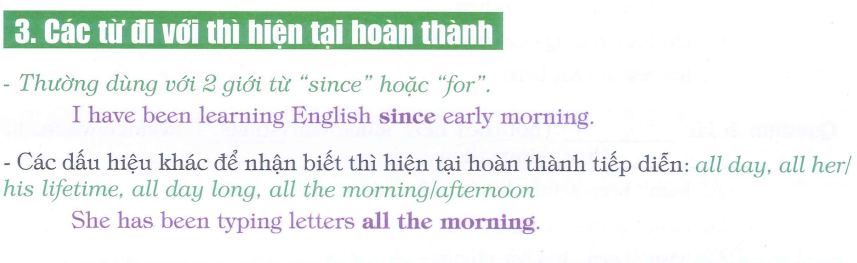 3. Các từ đi với thì hiện tại hoàn thành
- Thường dùng với 2 giới từ “since” hoặc “for”.
I have been learning English since early morning.
- Các dấu hiệu khác để nhận biết thì hiện tại hoàn thành tiếp diễn: all day, all her/
his lifetime, all day long, all the morning/afternoon
She has been typing letters all the morning.